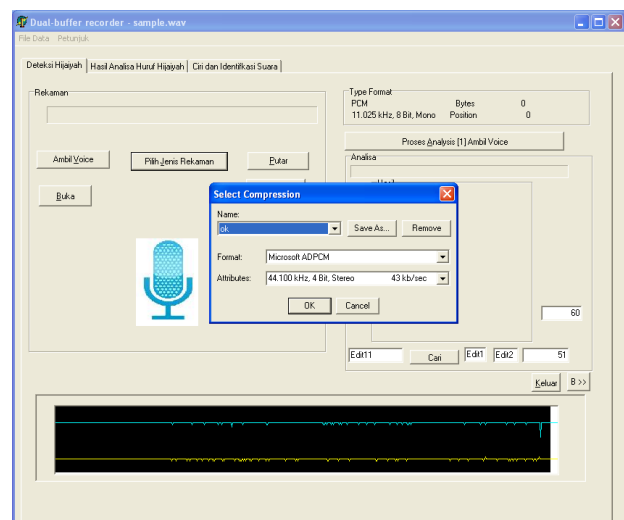 Dual-buffer recorder - sample.wav
File Data Petunjuk
Deteksi Hijaiyah Hasil Analisa Huruf Hijaiyah Ciri dan Identifikasi Suara
Rekaman
Type Format
PCM Bytes 0
11.025 kHz, 8 Bit, Mono Position 0
Proses Analysis [1] Ambil Voice
Ambil Voice Pilih Jenis Rekaman Putar
Analisa
Buka
Select Compression
Name:
ok Save As... Remove
Format: Microsoft ADPCM
Attributes: 44.100 kHz, 4 Bit, Stereo 43 kb/sec
OK Cancel
60
Edit11 Cari Edit1 Edit2 51
Keluar B >>